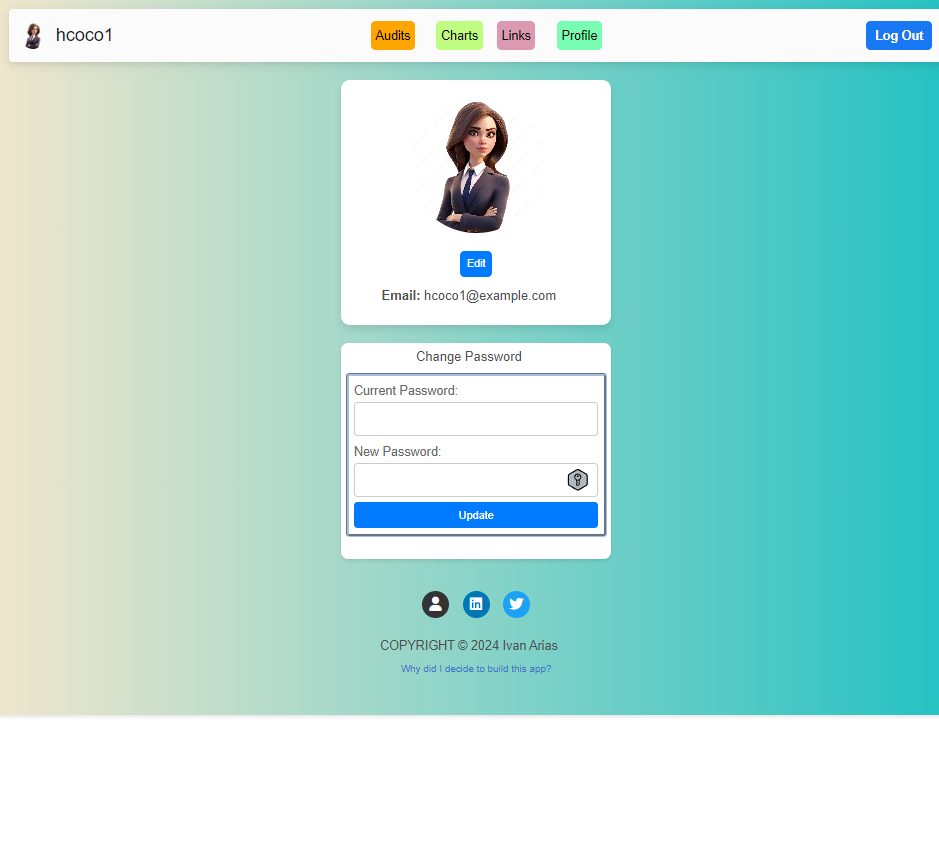 hcoco1
Audits
Charts
Links
Profile
Log Out
Edit
Email: hcoco1@example.com
Change Password
Current Password:
New Password:
Update
in
COPYRIGHT © 2024 Ivan Arias
Why did I decide to build this app?